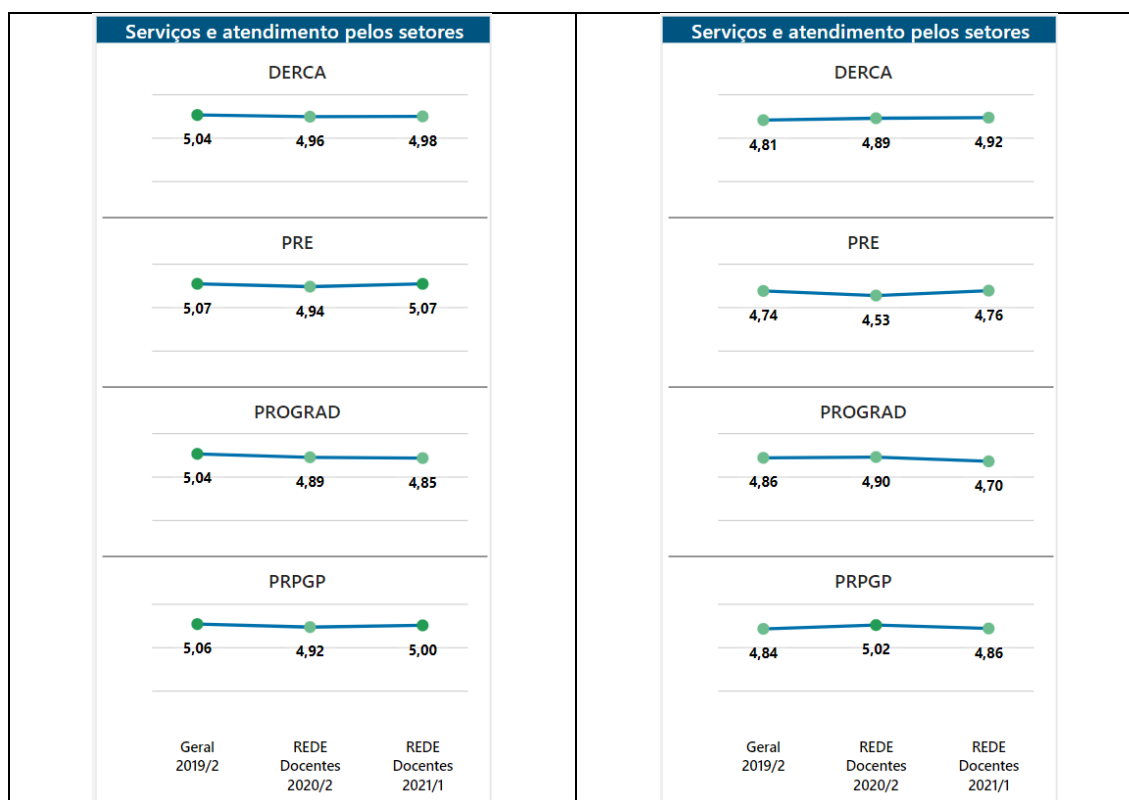 Serviços e atendimento pelos setores
DERCA
5,04 4,96 4,98
PRE
5,07 4,94 5,07
PROGRAD
5,04 4,89 4,85
PRPGP
5,06 4,92 5,00
Geral REDE REDE
2019/2 Docentes Docentes
2020/2 2021/1
Serviços e atendimento pelos setores
DERCA
4,81 4,89 4,92
PRE
4,74 4,53 4,76
PROGRAD
4,86 4,90 4,70
PRPGP
4,84 5,02 4,86
Geral REDE REDE
2019/2 Docentes Docentes
2020/2 2021/1